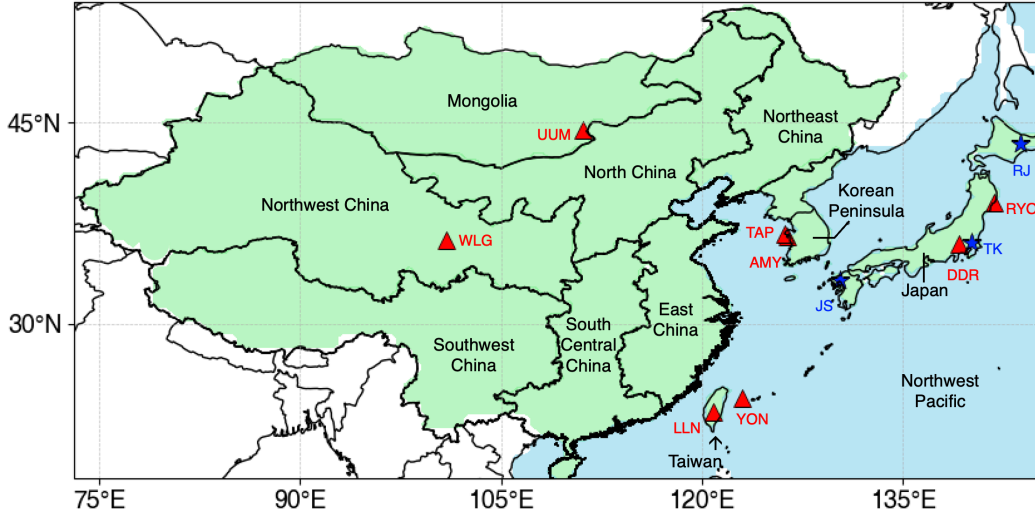 Mongolia
Northeast
China
45°N
UUM
RJ
North China
Korean
Peninsula
Northwest China
RYO
TAP
WLG
TK
AMY
DDR
Japan
JS
30°N
South
Central
China
East
China
Southwest
China
Northwest
Pacific
LLN
YON
Taiwan
75°E
90°E
105°E
120°E
135°E